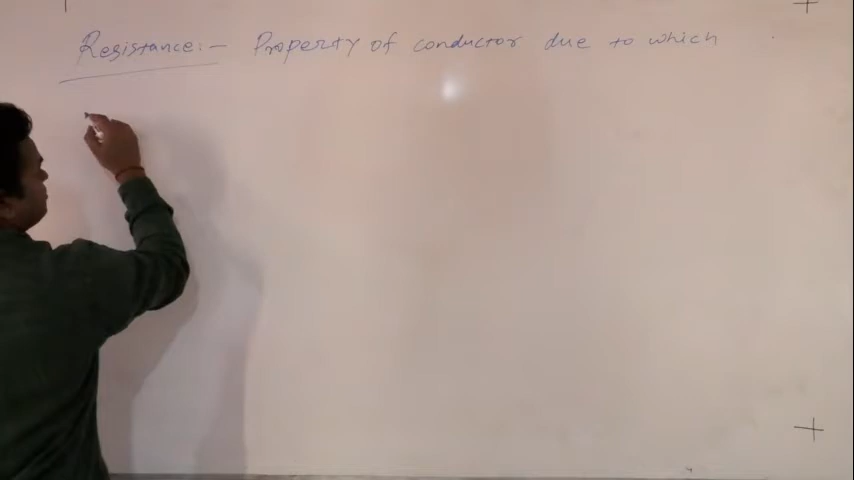 Resistance:- Property of conductor due to which